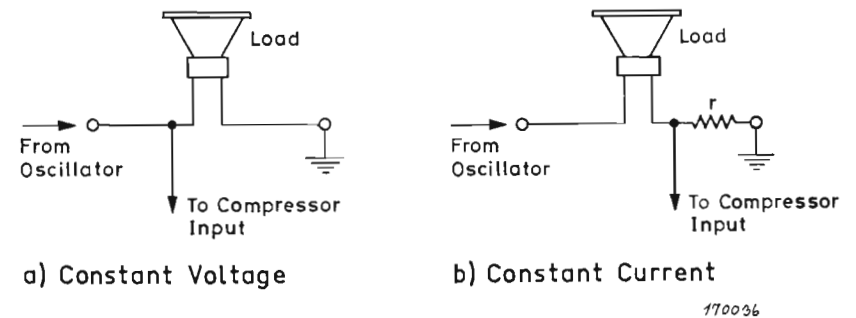 Load
From
Oscillator
To Compressor
Input
a) Constant Voltage
Load
r
From
Oscillator
To Compressor
Input
b) Constant Current
170036